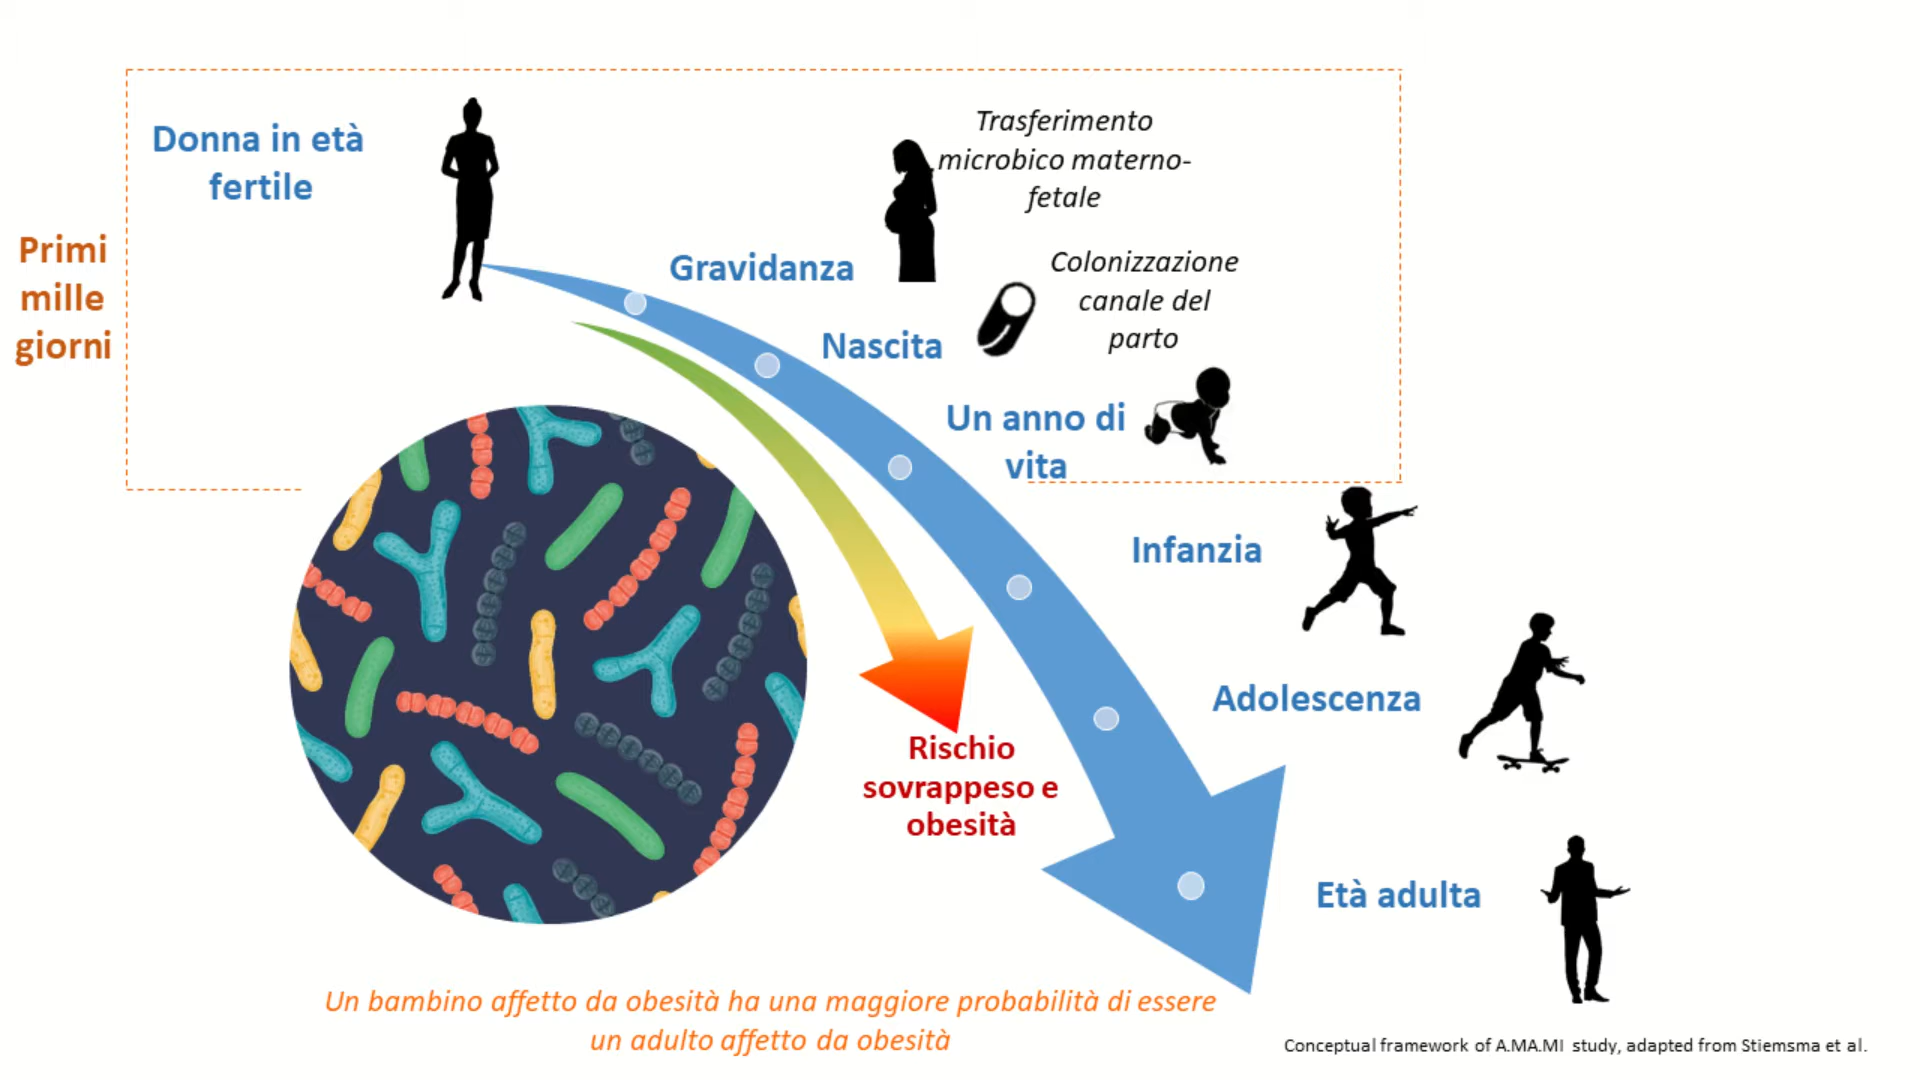 Donna in età
fertile
Primi
mille
giorni
Trasferimento
microbico materno-
fetale
Gravidanza
Colonizzazione
canale del
parto
Nascita
Un anno di
vita
Infanzia
Adolescenza
Rischio
sovrappeso e
obesità
Età adulta
Un bambino affetto da obesità ha una maggiore probabilità di essere
un adulto affetto da obesità
Conceptual framework of A.MA.MI study, adapted from Stiemsma et al.